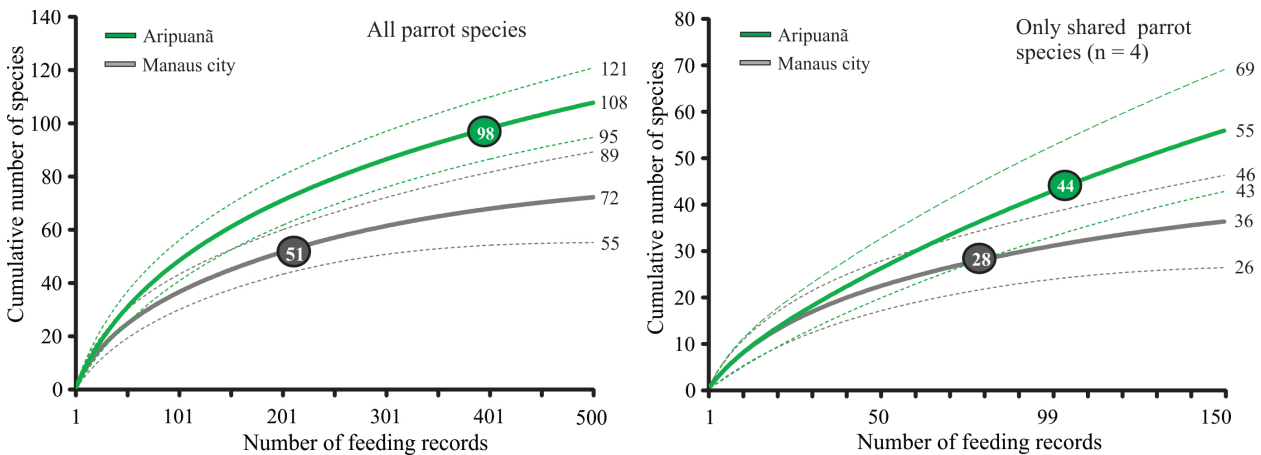 All parrot species
Aripuanã
Manaus city
Cumulative number of species
140
120
100
80
60
40
20
0
98
51
121
108
95
89
72
55
1 101 201 301 401 500
Number of feeding records
Only shared parrot
species (n = 4)
Aripuanã
Manaus city
Cumulative number of species
80
70
60
50
40
30
20
10
0
44
28
69
55
46
43
36
26
1 50 99 150
Number of feeding records